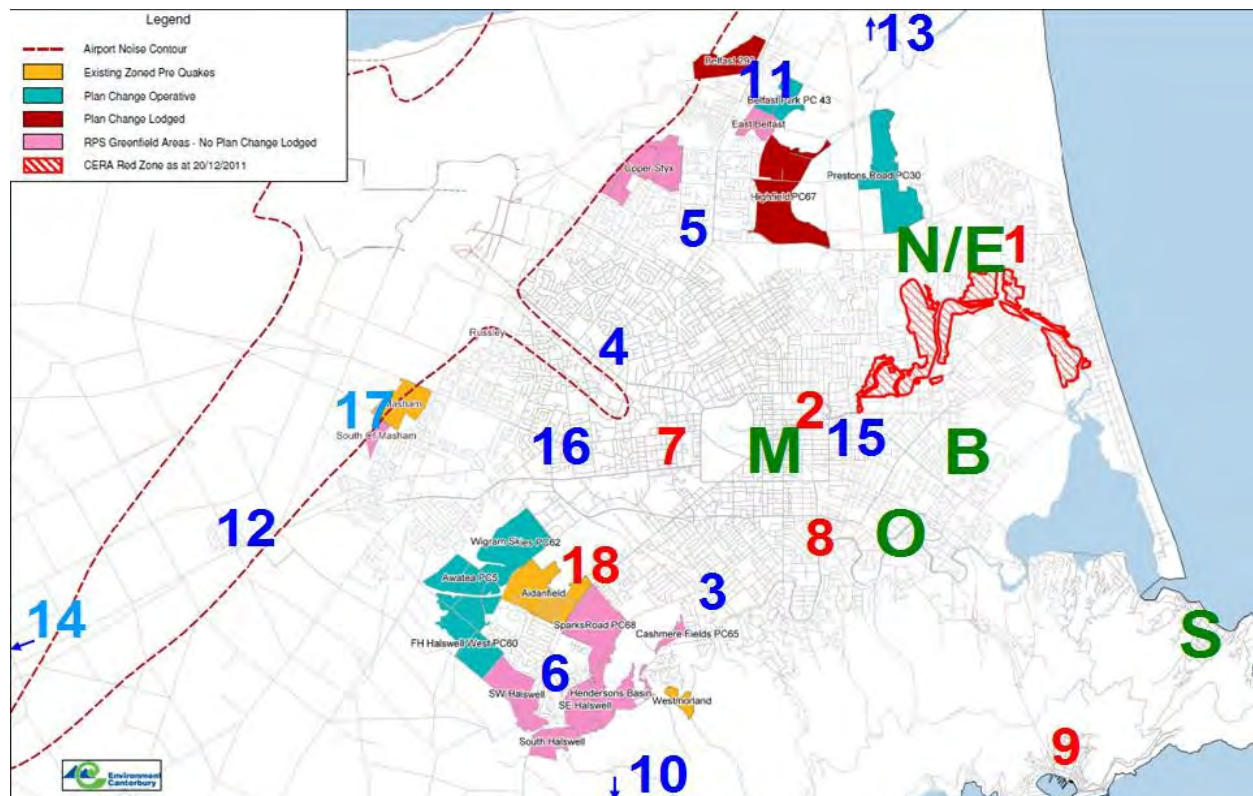 Legend
Airport Noise Contour
Existing Zoned Pre Quakes
Plan Change Operative
Plan Change Lodged
RPS Greenfield Areas - No Plan Change Lodged
CERA Red Zone as at 20/12/2011
13
Belfast 29
11
Belfast Park PC 43
East Belfast
Upper Styx
Prestons Road PC30
Highfield PC67
5
N/E
1
Russley
4
17
Masham
2
South Of Masham
16
7
M
15
B
12
Wigram Skies PC62
8
O
18
Awatea PC5
Aidanfield
3
14
SparksRoad PC68
Cashmere Fields PC65
S
FH Halswell West PC60
6
SW Halswell
Hendersons Basin
Westmorland
SE Halswell
South Halswell
9
10
Environment
Canterbury